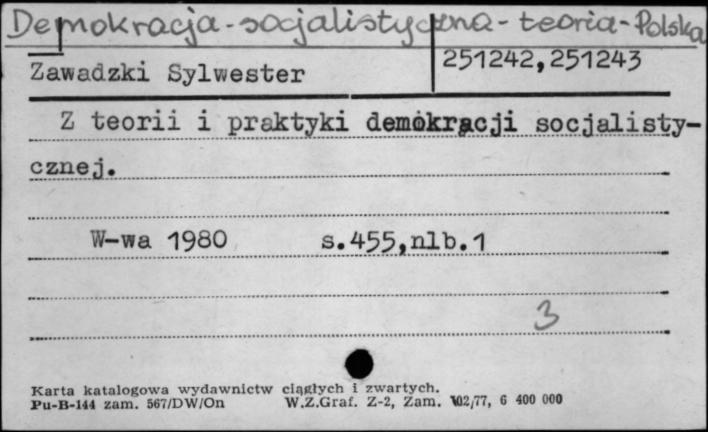 Demokracja-socjalistyczna-teoria-Polska
Zawadzki Sylwester
251242,251243
Z teorii i praktyki demokracji socjalisty-
cznej.
W-wa 1980 s.455,nlb.1
3
Karta katalogowa wydawnictw ciągłych i zwartych.
Pu-B-144 zam. 567/DW/On W.Z.Graf. Z-2, Zam. 102/77, 6 400 000